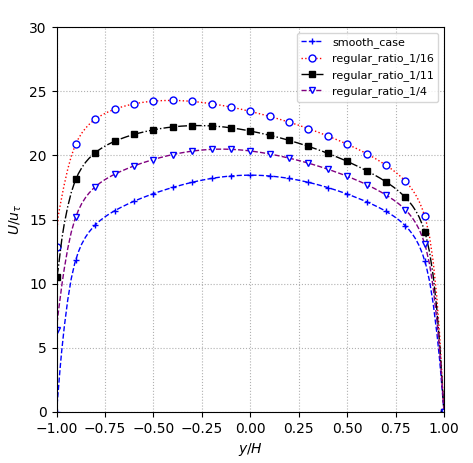 30
25
20
15
10
5
0
U/uτ
smooth_case
regular_ratio_1/16
regular_ratio_1/11
regular_ratio_1/4
−1.00 −0.75 −0.50 −0.25 0.00 0.25 0.50 0.75 1.00
y/H